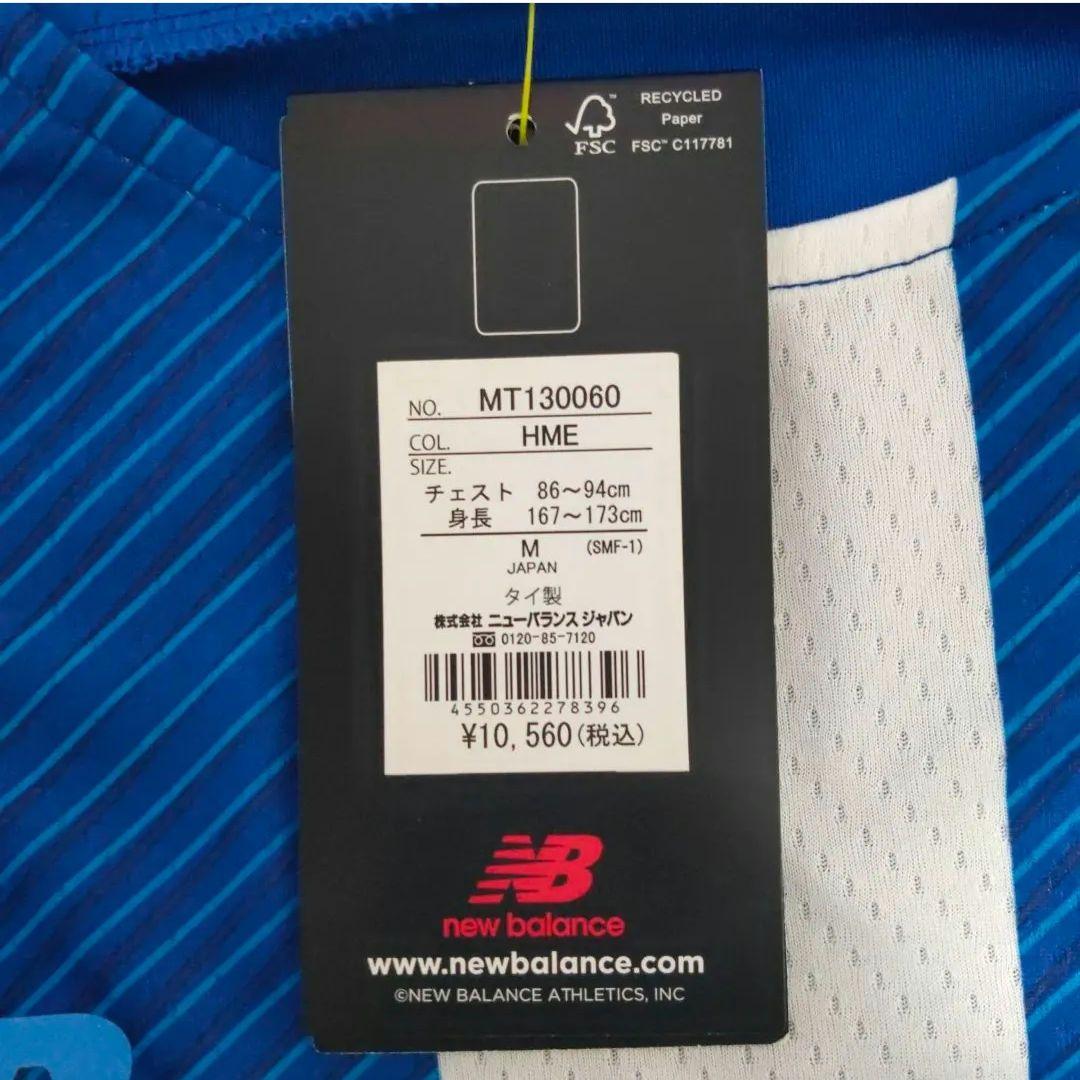 RECYCLED
Paper
FSC™ C117781
FSC
NO. MT130060
COL. HME
SIZE.
チェスト 86～94cm
身長 167～173cm
M (SMF-1)
JAPAN
タイ製
株式会社 ニューバランス ジャパン
0120-85-7120
4550362278396
¥10,560(税込)
NB
new balance
www.newbalance.com
©NEW BALANCE ATHLETICS, INC